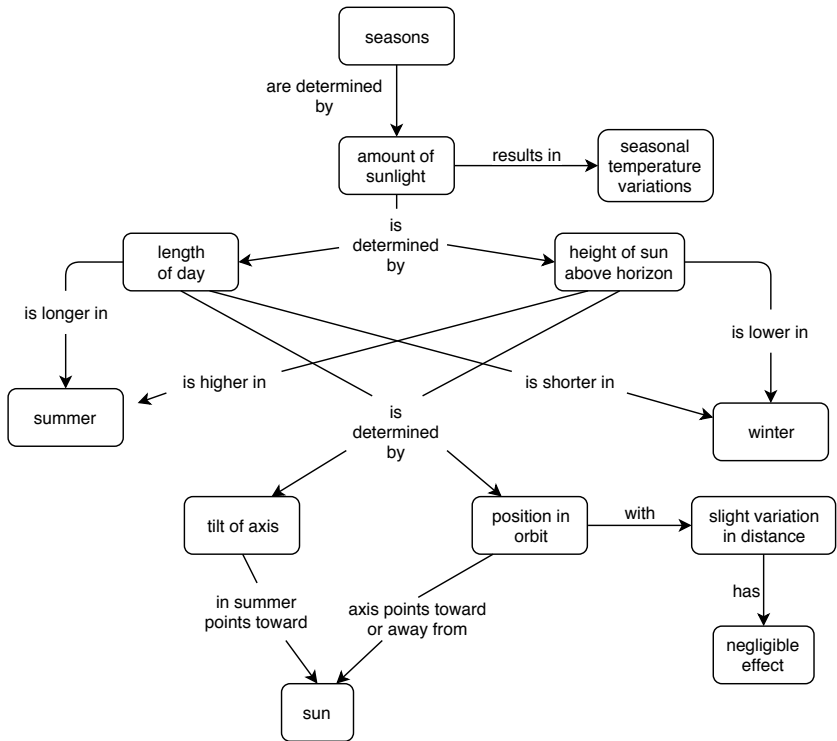 seasons
are determined
by
amount of
sunlight
results in
seasonal
temperature
variations
is
determined
by
length
of day
height of sun
above horizon
is longer in
is lower in
is higher in
is shorter in
summer
winter
is
determined
by
tilt of axis
position in
orbit
with
slight variation
in distance
in summer
points toward
axis points toward
or away from
has
negligible
effect
sun